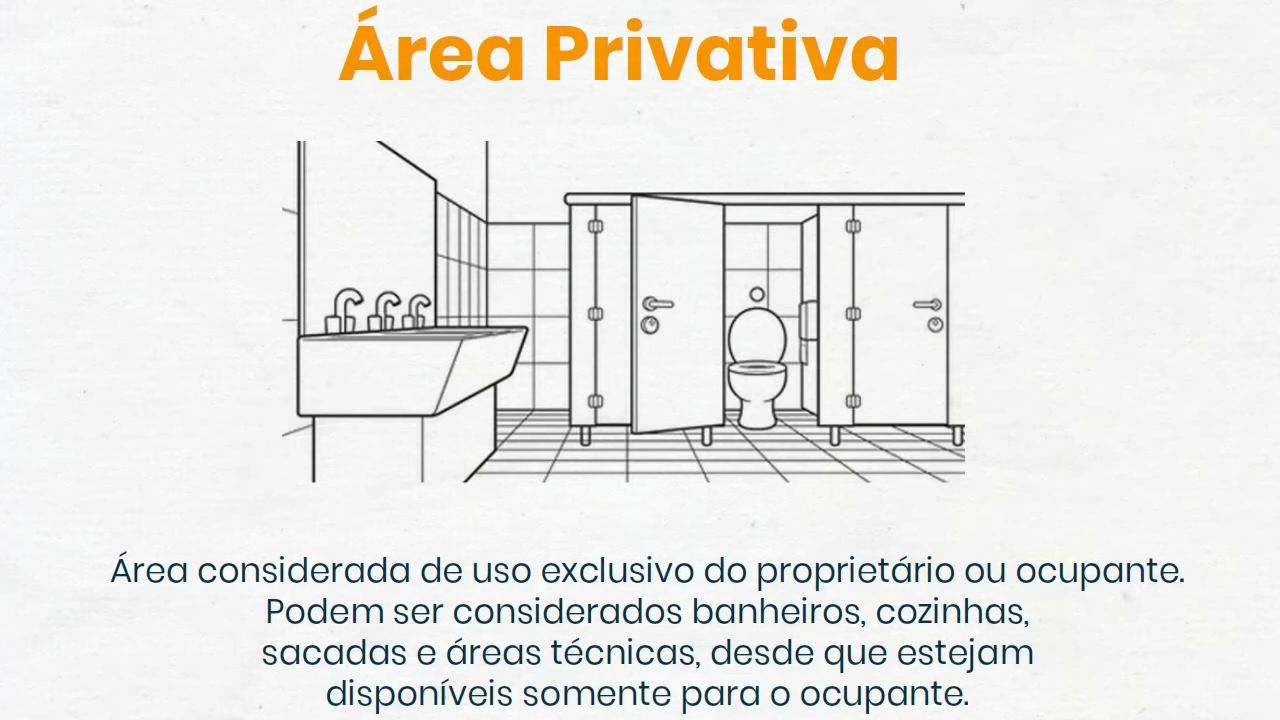 Área Privativa
Área considerada de uso exclusivo do proprietário ou ocupante.
Podem ser considerados banheiros, cozinhas,
sacadas e áreas técnicas, desde que estejam
disponíveis somente para o ocupante.